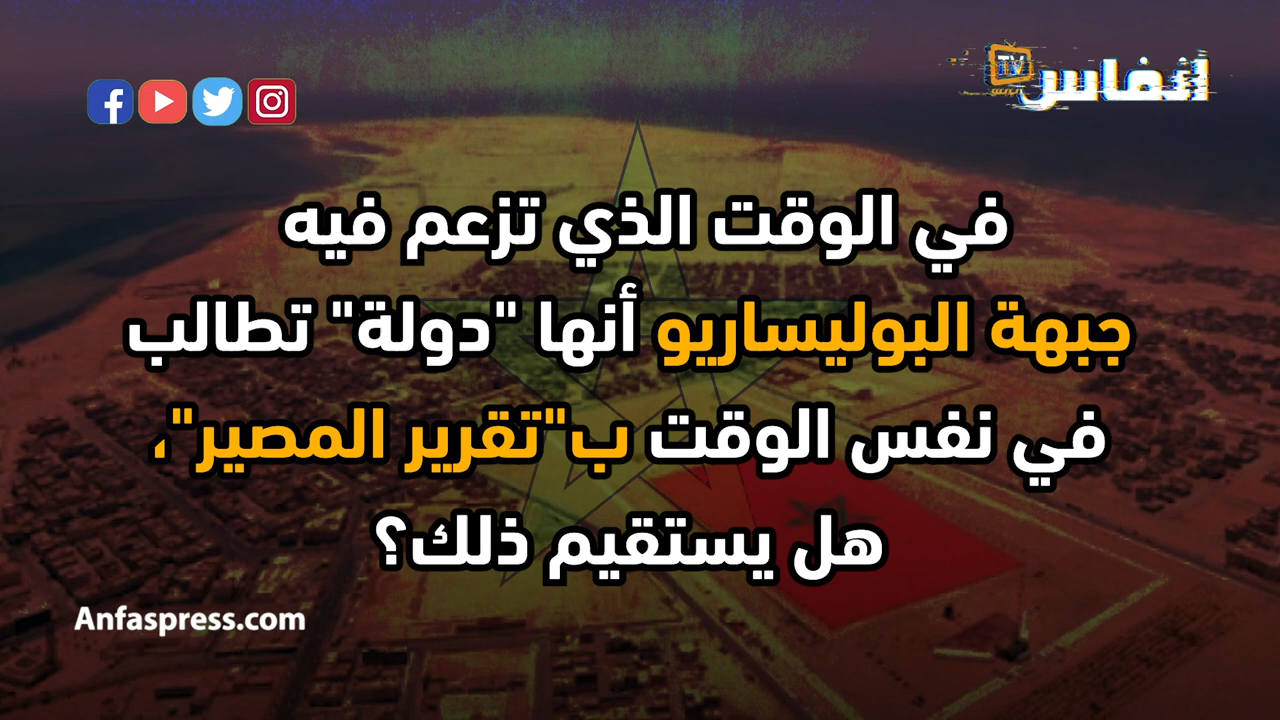 أنفاس
TV
في الوقت الذي تزعم فيه
جبهة البوليساريو أنها "دولة" تطالب
في نفس الوقت ب"تقرير المصير"،
هل يستقيم ذلك؟
Anfaspress.com